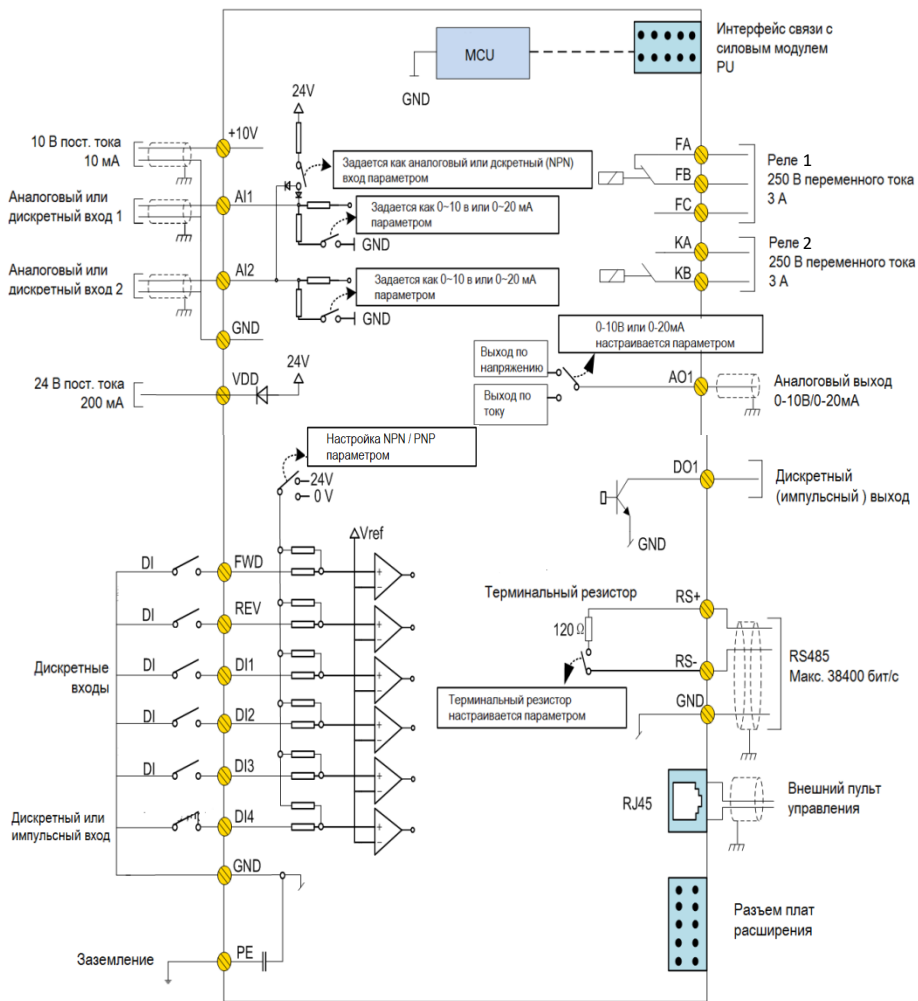 Интерфейс связи с
силовым модулем
PU
MCU
GND
24V
10 В пост. тока
10 мА
+10V
Задается как аналоговый или дскретный (NPN)
вход параметром
Аналоговый или
дискретный вход 1
AI1
Задается как 0~10 в или 0~20 мА
параметром
GND
Аналоговый или
дискретный вход 2
AI2
Задается как 0~10 в или 0~20 мА
параметром
GND
GND
24 В пост. тока
200 мА
VDD
24V
FA
FB
FC
Реле 1
250 В переменного тока
3 А
KA
KB
Реле 2
250 В переменного тока
3 А
0-10В или 0-20мА
настраивается параметром
Выход по
напряжению
Выход по
току
AO1
Аналоговый выход
0-10В/0-20мА
Настройка NPN / PNP
параметром
24V
0 V
DO1
Дискретный
(импульсный ) выход
GND
Vref
DI
FWD
+
−
DI
REV
+
−
Дискретные
входы
DI
DI1
+
−
DI
DI2
+
−
DI
DI3
+
−
Дискретный или
импульсный вход
DI4
+
−
GND
Заземление
PE
Терминальный резистор
120 Ω
RS+
RS-
GND
RS485
Макс. 38400 бит/с
Терминальный резистор
настраивается параметром
RJ45
Внешний пульт
управления
Разъем плат
расширения